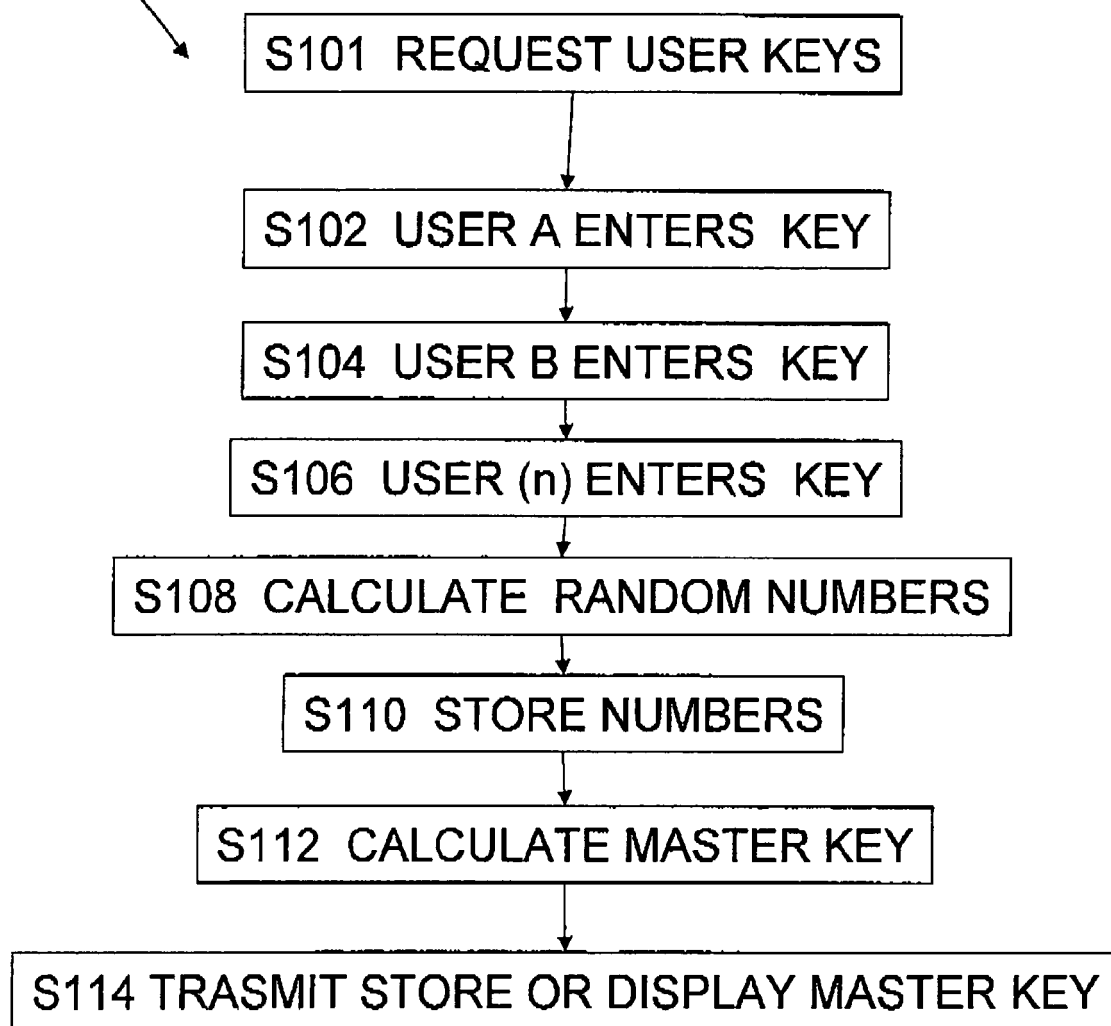 S101 REQUEST USER KEYS
S102 USER A ENTERS KEY
S104 USER B ENTERS KEY
S106 USER (n) ENTERS KEY
S108 CALCULATE RANDOM NUMBERS
S110 STORE NUMBERS
S112 CALCULATE MASTER KEY
S114 TRASMIT STORE OR DISPLAY MASTER KEY